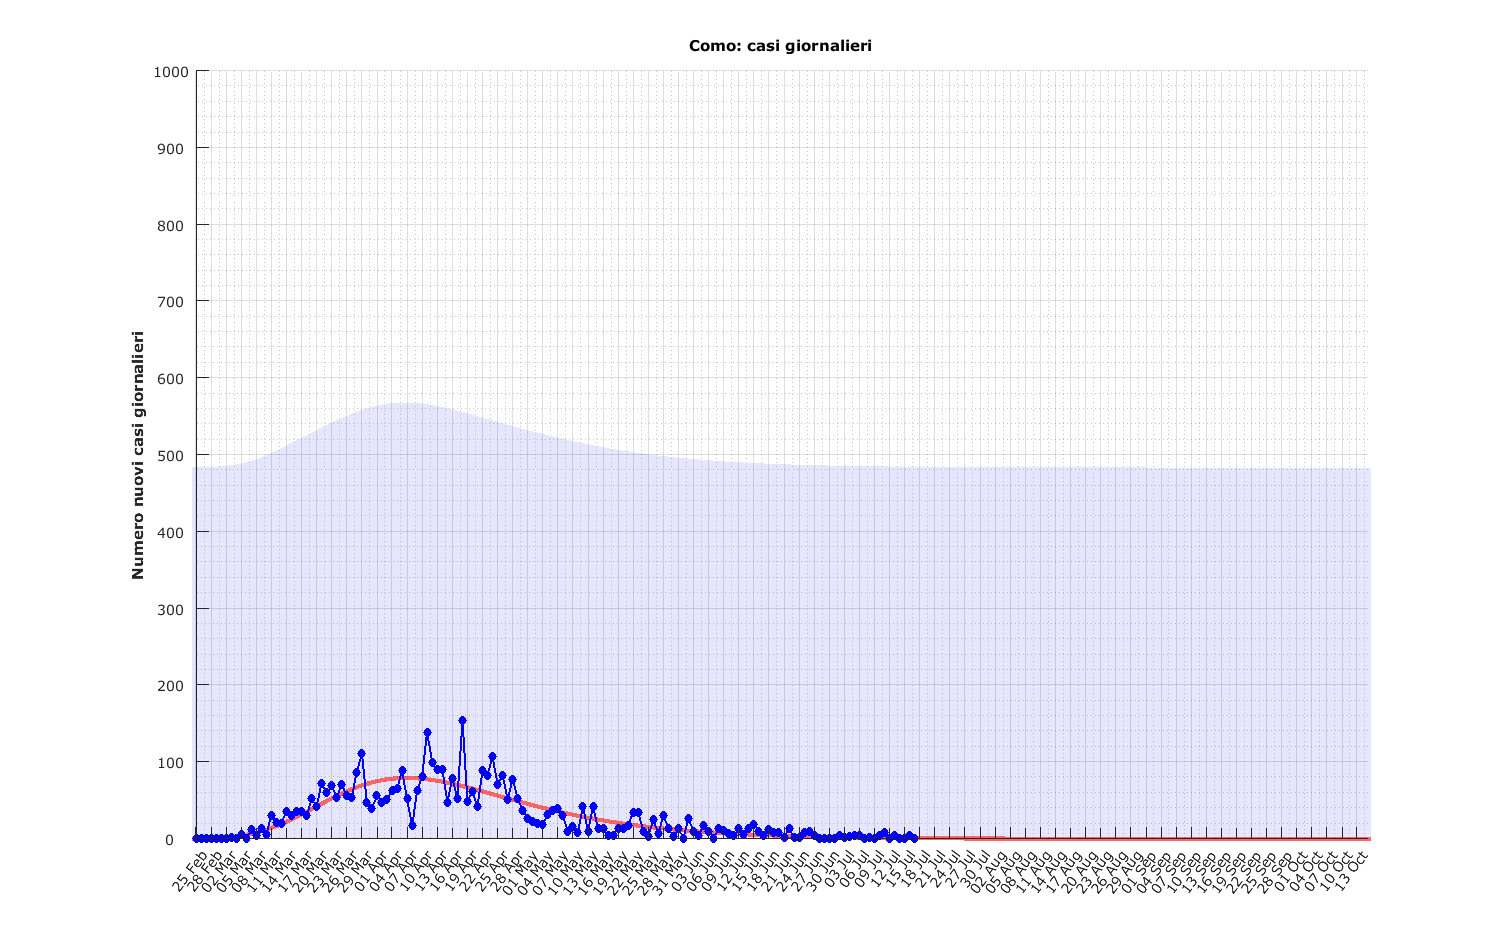 Como: casi giornalieri
Numero nuovi casi giornalieri
1000
900
800
700
600
500
400
300
200
100
0
25 Feb
28 Feb
02 Mar
05 Mar
08 Mar
11 Mar
14 Mar
17 Mar
20 Mar
23 Mar
26 Mar
29 Mar
01 Apr
04 Apr
07 Apr
10 Apr
13 Apr
16 Apr
19 Apr
22 Apr
25 Apr
28 Apr
01 May
04 May
07 May
10 May
13 May
16 May
19 May
22 May
25 May
28 May
31 May
03 Jun
06 Jun
09 Jun
12 Jun
15 Jun
18 Jun
21 Jun
24 Jun
27 Jun
30 Jun
03 Jul
06 Jul
09 Jul
12 Jul
15 Jul
18 Jul
21 Jul
24 Jul
27 Jul
30 Jul
02 Aug
05 Aug
08 Aug
11 Aug
14 Aug
17 Aug
20 Aug
23 Aug
26 Aug
29 Aug
01 Sep
04 Sep
07 Sep
10 Sep
13 Sep
16 Sep
19 Sep
22 Sep
25 Sep
28 Sep
01 Oct
04 Oct
07 Oct
10 Oct
13 Oct